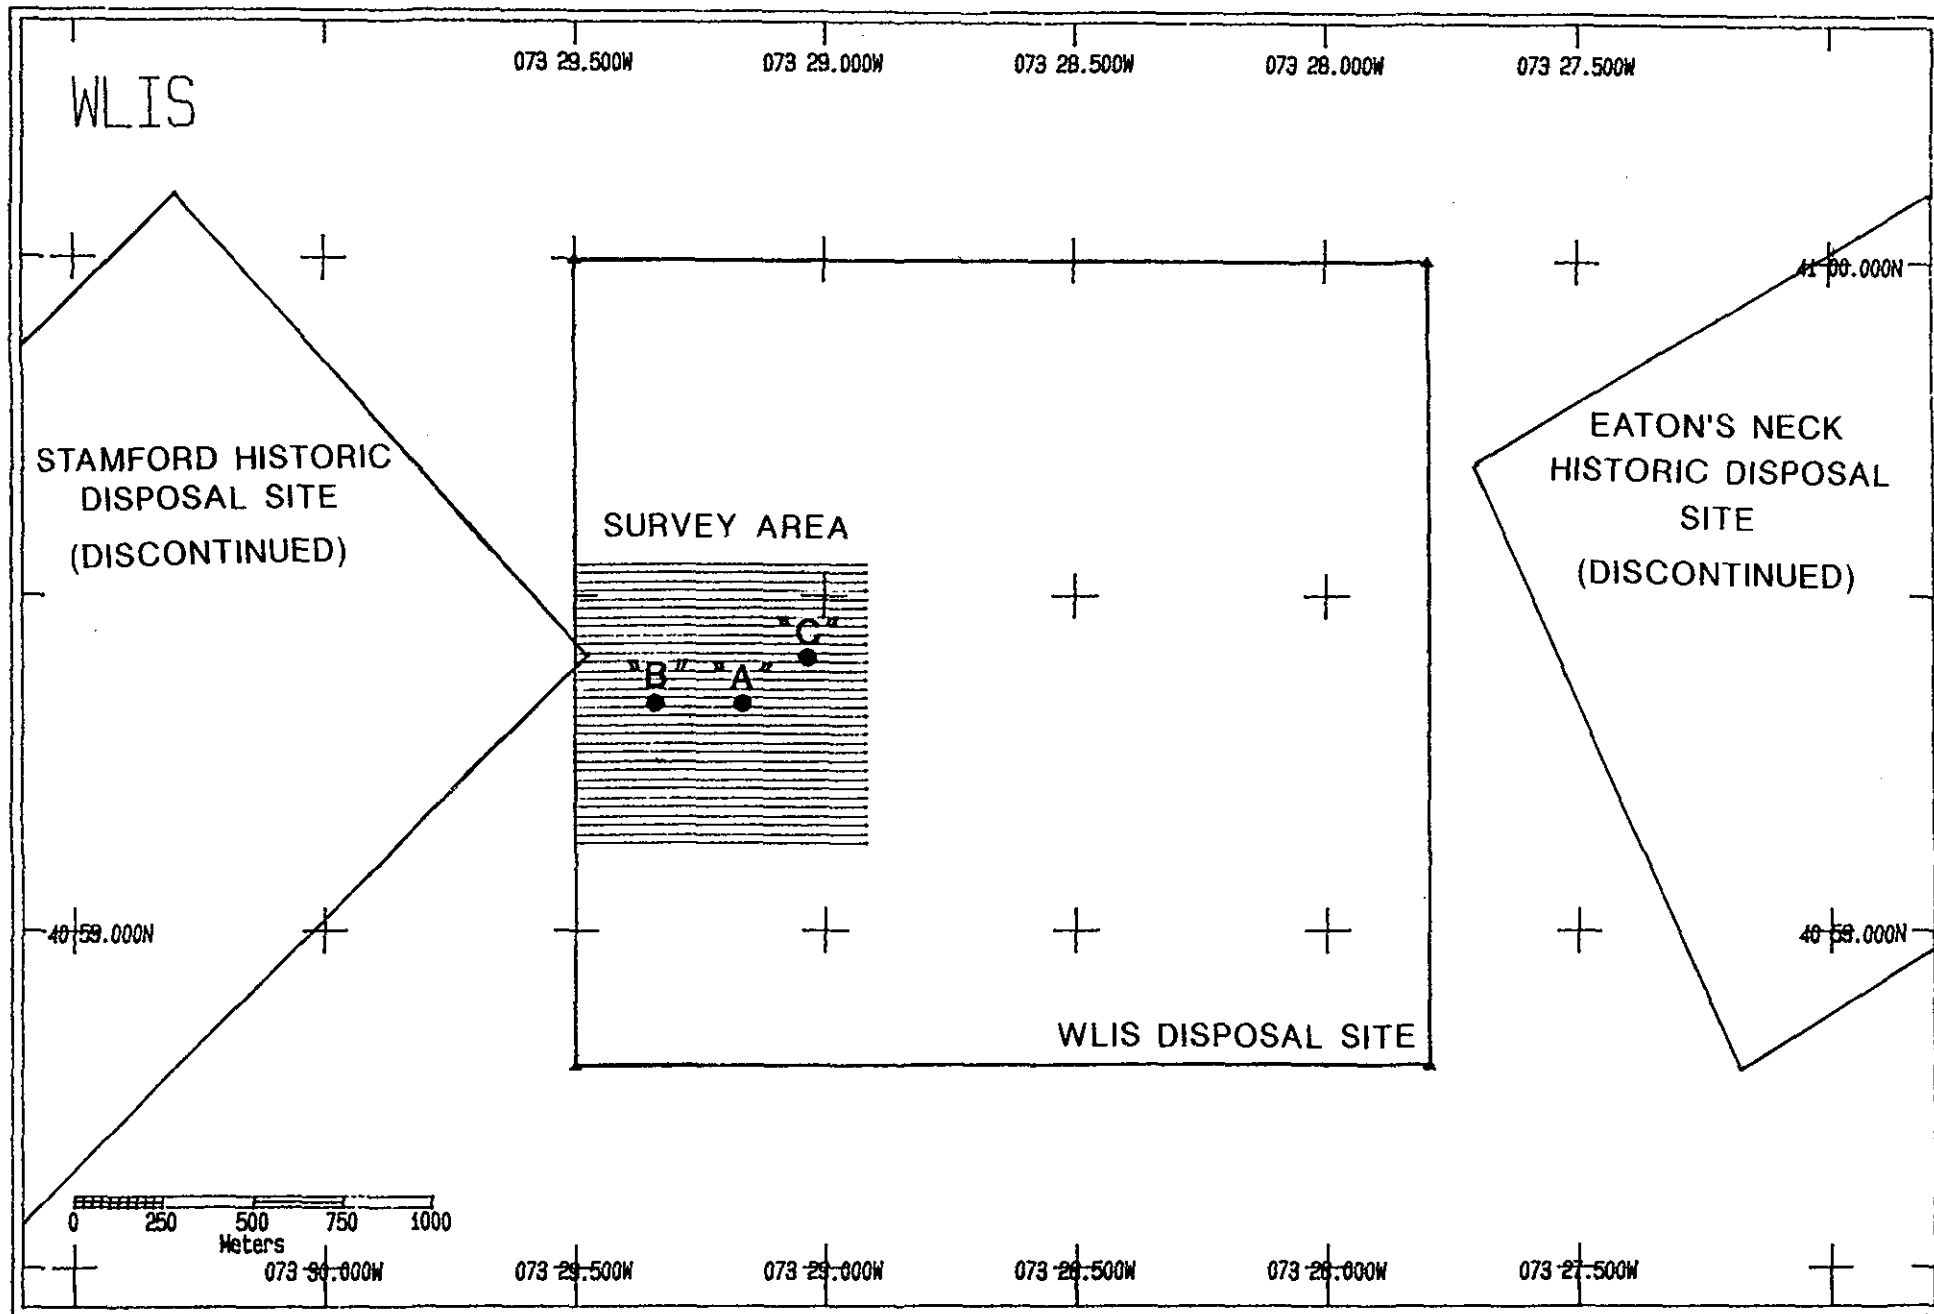 073 29.500W 073 29.000W 073 28.500W 073 28.000W 073 27.500W
WLIS
41 00.000N
STAMFORD HISTORIC
DISPOSAL SITE
(DISCONTINUED)
EATON'S NECK
HISTORIC DISPOSAL
SITE
(DISCONTINUED)
SURVEY AREA
"C"
"B" "A"
40 59.000N 40 59.000N
WLIS DISPOSAL SITE
0 250 500 750 1000
Meters
073 30.000W 073 29.500W 073 29.000W 073 28.500W 073 28.000W 073 27.500W